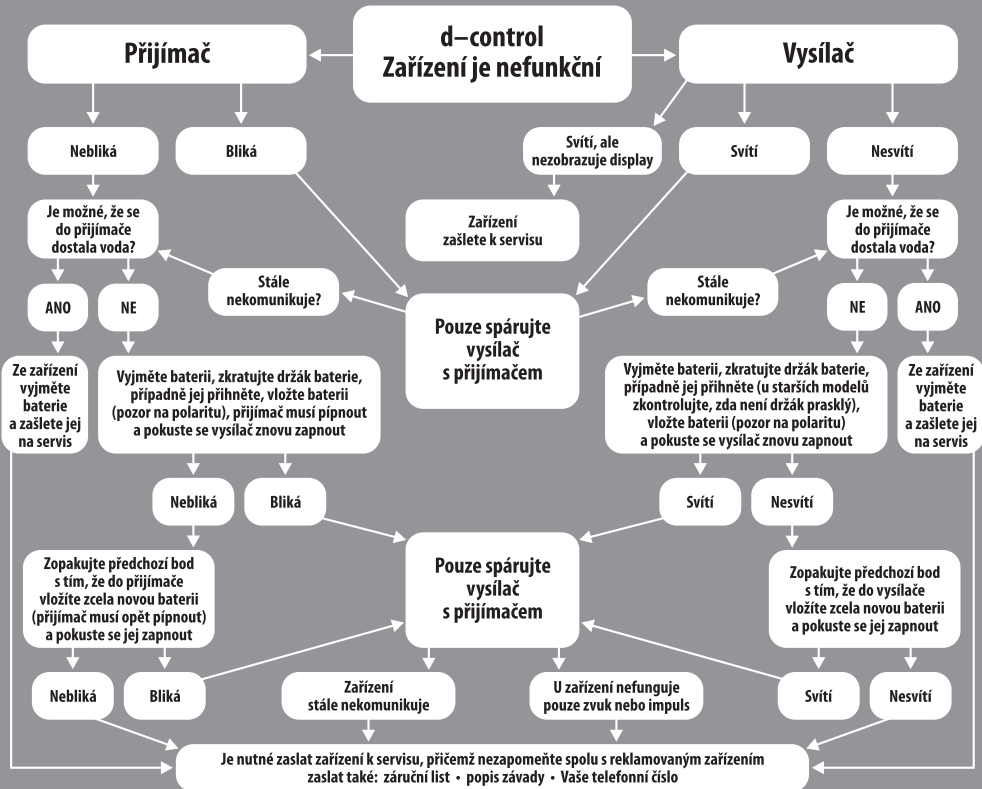 d–control
Zařízení je nefunkční
Přijímač
Vysílač
Nebliká
Bliká
Svítí, ale
nezobrazuje display
Svítí
Nesvítí
Je možné, že se
do přijímače
dostala voda?
Zařízení
zašlete k servisu
Je možné, že se
do přijímače
dostala voda?
Stále
nekomunikuje?
Stále
nekomunikuje?
ANO
NE
Pouze spárujte
vysílač
s přijímačem
NE
ANO
Ze zařízení
vyjměte
baterie
a zašlete jej
na servis
Vyjměte baterii, zkratujte držák baterie,
případně jej přihněte, vložte baterii
(pozor na polaritu), přijímač musí pípnout
a pokuste se vysílač znovu zapnout
Vyjměte baterii, zkratujte držák baterie,
případně jej přihněte (u starších modelů
zkontrolujte, zda není držák prasklý),
vložte baterii (pozor na polaritu)
a pokuste se vysílač znovu zapnout
Ze zařízení
vyjměte
baterie
a zašlete jej
na servis
Nebliká
Bliká
Svítí
Nesvítí
Zopakujte předchozí bod
s tím, že do přijímače
vložíte zcela novou baterii
(přijímač musí opět pípnout)
a pokuste se jej zapnout
Pouze spárujte
vysílač
s přijímačem
Zopakujte předchozí bod
s tím, že do vysílače
vložíte zcela novou baterii
a pokuste se jej zapnout
Nebliká
Bliká
Zařízení
stále nekomunikuje
U zařízení nefunguje
pouze zvuk nebo impuls
Svítí
Nesvítí
Je nutné zaslat zařízení k servisu, přičemž nezapomeňte spolu s reklamovaným zařízením
zaslat také: záruční list • popis závady • Vaše telefonní číslo